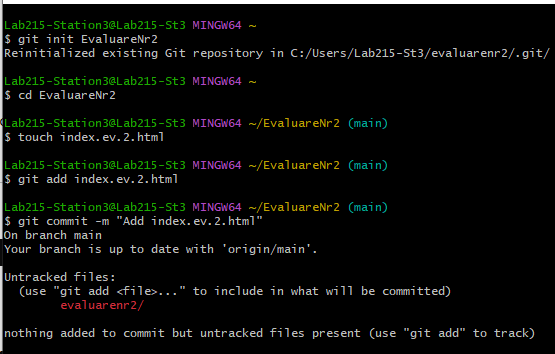 Lab215-Station3@Lab215-St3 MINGW64 ~
$ git init EvaluareNr2
Reinitialized existing Git repository in C:/Users/Lab215-St3/evaluarenr2/.git/
Lab215-Station3@Lab215-St3 MINGW64 ~
$ cd EvaluareNr2
Lab215-Station3@Lab215-St3 MINGW64 ~/EvaluareNr2 (main)
$ touch index.ev.2.html
Lab215-Station3@Lab215-St3 MINGW64 ~/EvaluareNr2 (main)
$ git add index.ev.2.html
Lab215-Station3@Lab215-St3 MINGW64 ~/EvaluareNr2 (main)
$ git commit -m "Add index.ev.2.html"
On branch main
Your branch is up to date with 'origin/main'.
Untracked files:
  (use "git add <file>..." to include in what will be committed)
        evaluarenr2/
nothing added to commit but untracked files present (use "git add" to track)